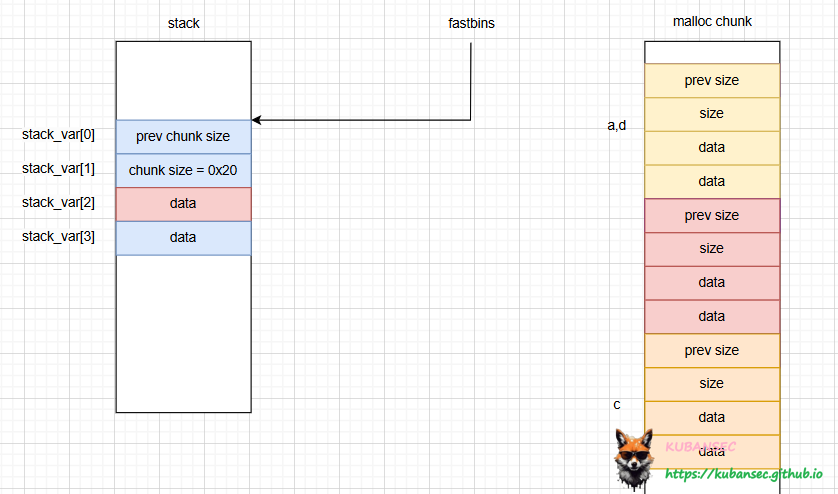 stack
fastbins
malloc chunk
stack_var[0]
prev chunk size
stack_var[1]
chunk size = 0x20
stack_var[2]
data
stack_var[3]
data
prev size
size
a,d
data
data
prev size
size
data
data
prev size
size
c
data
data
KUBANSEC
https://kubansec.github.io